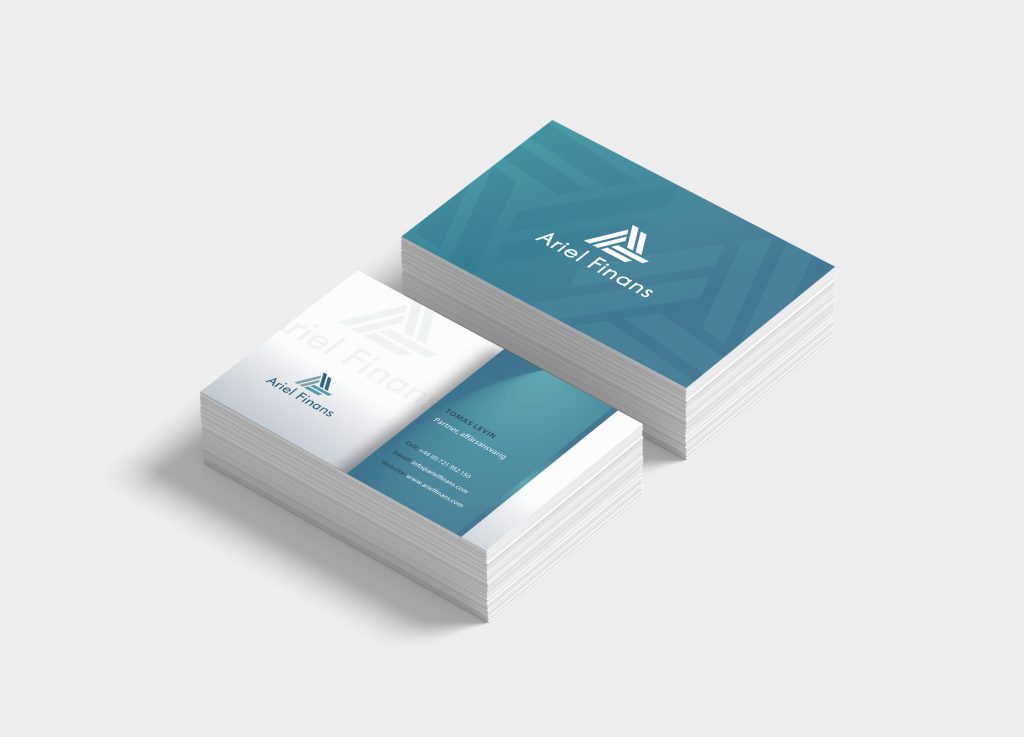 Ariel Finans
Ariel Finans
Ariel Finans
TOMAS LEVIN
Partner, affärsansvarig
Cell: +46 (0) 721 952 150
Email: info@arielfinans.com
Website: www.arielfinans.com